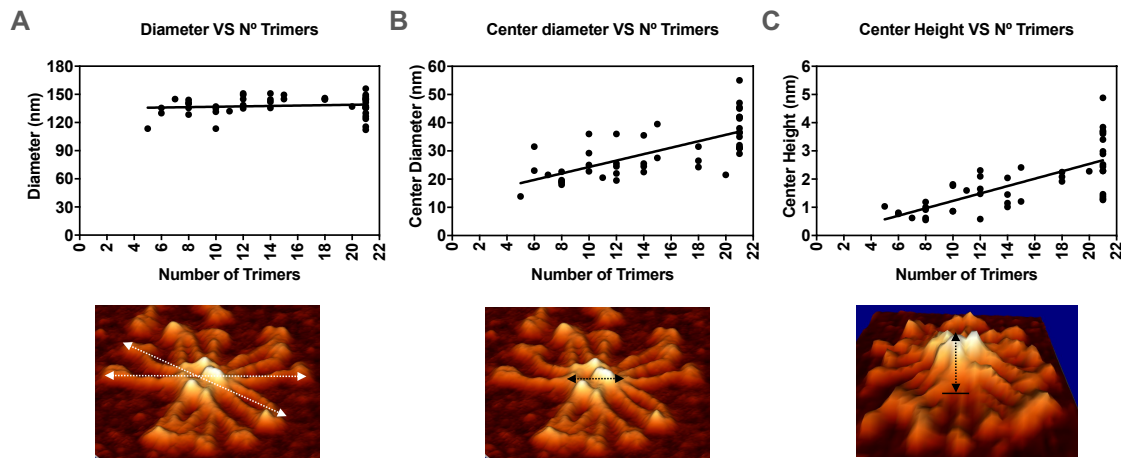 A
Diameter VS Nº Trimers
Diameter (nm)
180
150
120
90
60
30
0
0 2 4 6 8 10 12 14 16 18 20 22
Number of Trimers
B
Center diameter VS Nº Trimers
Center Diameter (nm)
60
50
40
30
20
10
0
0 2 4 6 8 10 12 14 16 18 20 22
Number of Trimers
C
Center Height VS Nº Trimers
Center Height (nm)
6
5
4
3
2
1
0
0 2 4 6 8 10 12 14 16 18 20 22
Number of Trimers